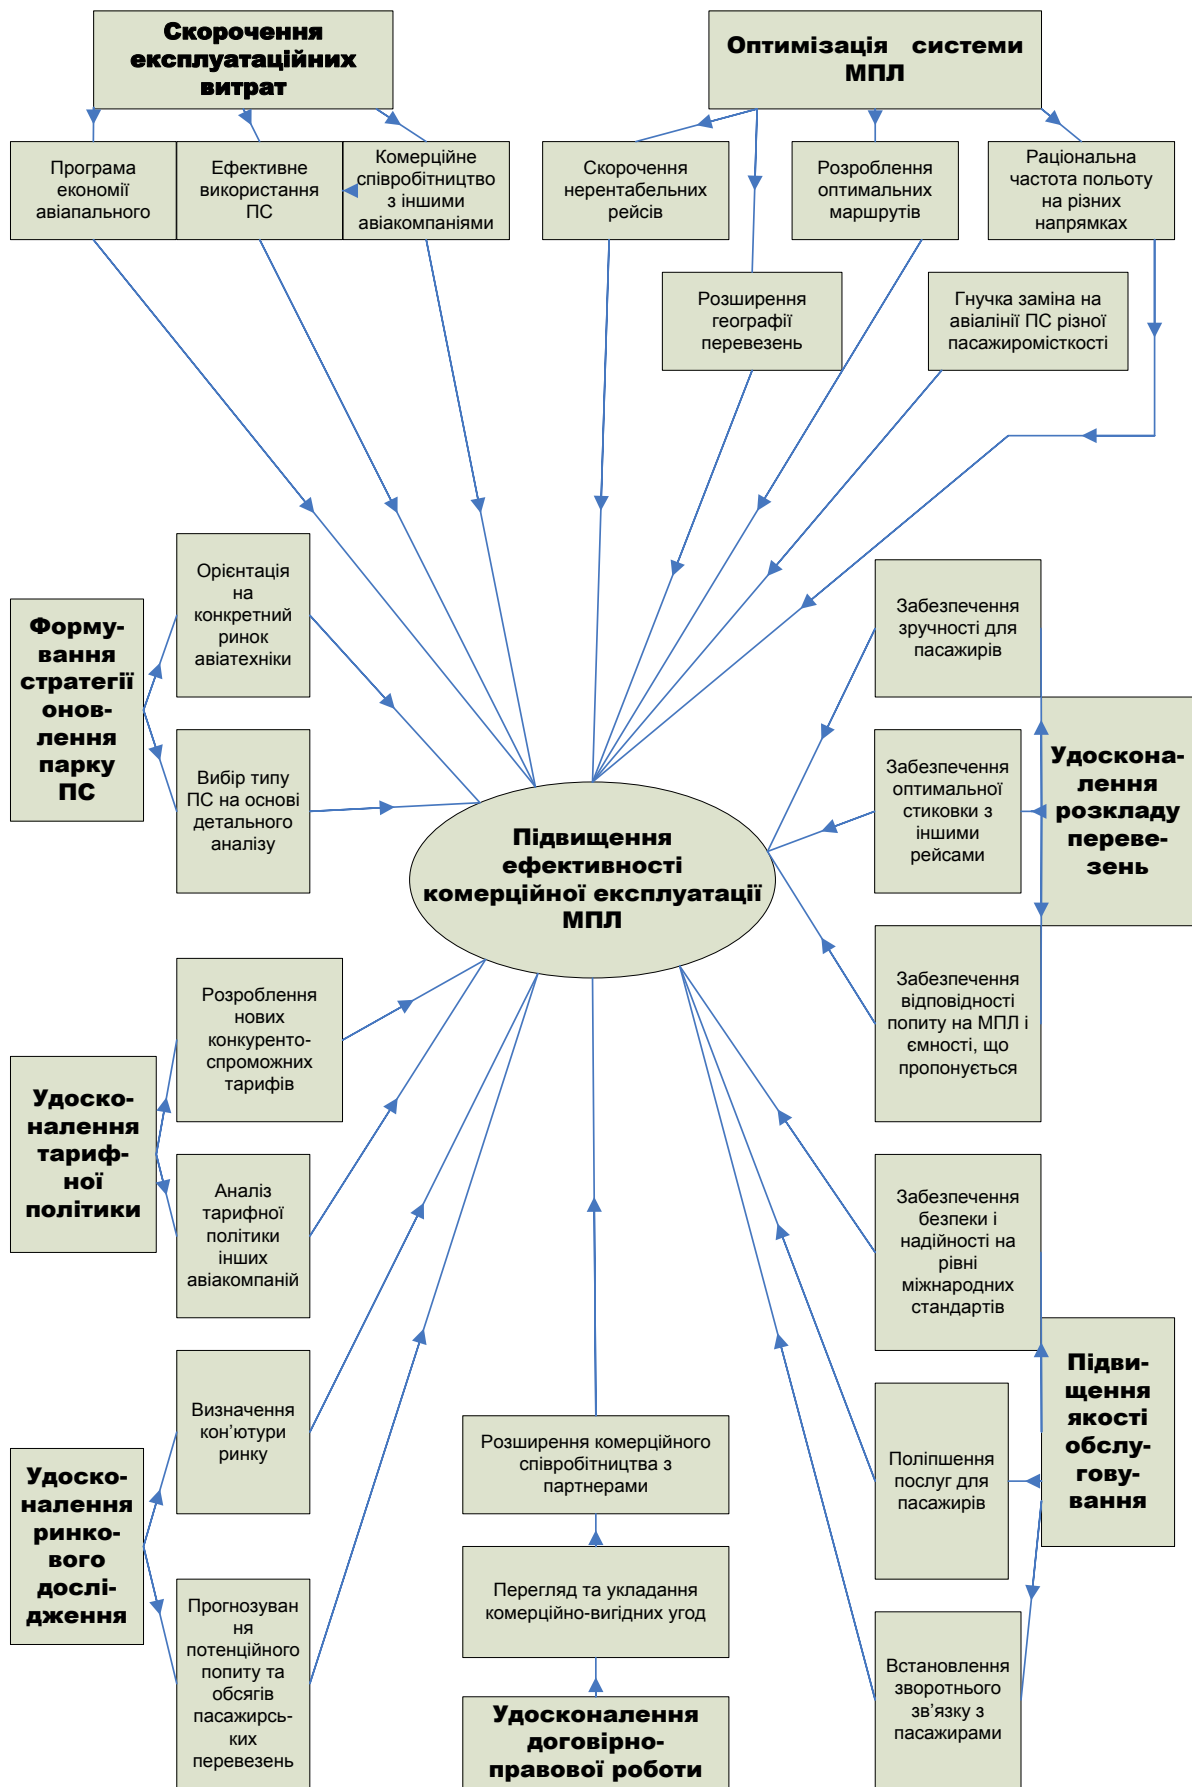 Скорочення
експлуатаційних
витрат
Оптимізація системи
МПЛ
Програма
економії
авіапального
Ефективне
використання
ПС
Комерційне
співробітництво
з іншими
авіакомпаніями
Скорочення
нерентабельних
рейсів
Розроблення
оптимальних
маршрутів
Раціональна
частота польоту
на різних
напрямках
Розширення
географії
перевезень
Гнучка заміна на
авіалінії ПС різної
пасажиромісткості
Орієнтація
на
конкретний
ринок
авіатехніки
Форму-
вання
стратегії
онов-
лення
парку
ПС
Вибір типу
ПС на основі
детального
аналізу
Забезпечення
зручності для
пасажирів
Забезпечення
оптимальної
стиковки з
іншими
рейсами
Удоскона-
лення
розкладу
переве-
зень
Забезпечення
відповідності
попиту на МПЛ і
ємності, що
пропонується
Підвищення
ефективності
комерційної експлуатації
МПЛ
Розроблення
нових
конкуренто-
спроможних
тарифів
Удоско-
налення
тариф-
ної
політики
Аналіз
тарифної
політики
інших
авіакомпаній
Забезпечення
безпеки і
надійності на
рівні
міжнародних
стандартів
Підви-
щення
якості
обслу-
гову-
вання
Поліпшення
послуг для
пасажирів
Встановлення
зворотнього
зв’язку з
пасажирами
Визначення
кон’ютури
ринку
Удоско-
налення
ринко-
вого
дослі-
дження
Прогнозуван
ня
потенційного
попиту та
обсягів
пасажирсь-
ких
перевезень
Розширення комерційного
співробітництва з
партнерами
Перегляд та укладання
комерційно-вигідних угод
Удосконалення
договірно-
правової роботи